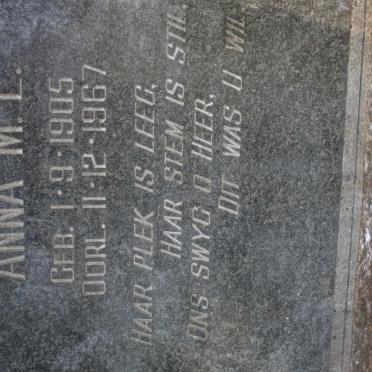 ANNA M. L.
GEB. 1·9·1905
OORL. 11·12·1967
HAAR PLEK IS LEEG,
HAAR STEM IS STIL
ONS SWYG O HEER,
DIT WAS U WIL